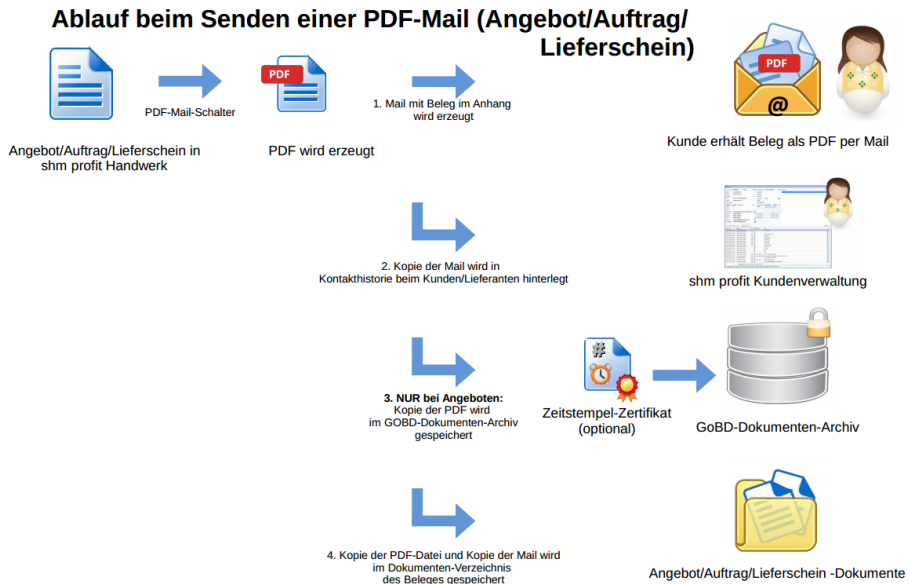 Ablauf beim Senden einer PDF-Mail (Angebot/Auftrag/
Lieferschein)
PDF
PDF
@
PDF-Mail-Schalter
1. Mail mit Beleg im Anhang
wird erzeugt
Kunde erhält Beleg als PDF per Mail
Angebot/Auftrag/Lieferschein in
shm profit Handwerk
PDF wird erzeugt
2. Kopie der Mail wird in
Kontakthistorie beim Kunden/Lieferanten hinterlegt
shm profit Kundenverwaltung
#
3. NUR bei Angeboten:
Kopie der PDF wird
im GOBD-Dokumenten-Archiv
gespeichert
Zeitstempel-Zertifikat
(optional)
GoBD-Dokumenten-Archiv
4. Kopie der PDF-Datei und Kopie der Mail wird
im Dokumenten-Verzeichnis
des Beleges gespeichert
Angebot/Auftrag/Lieferschein -Dokumente